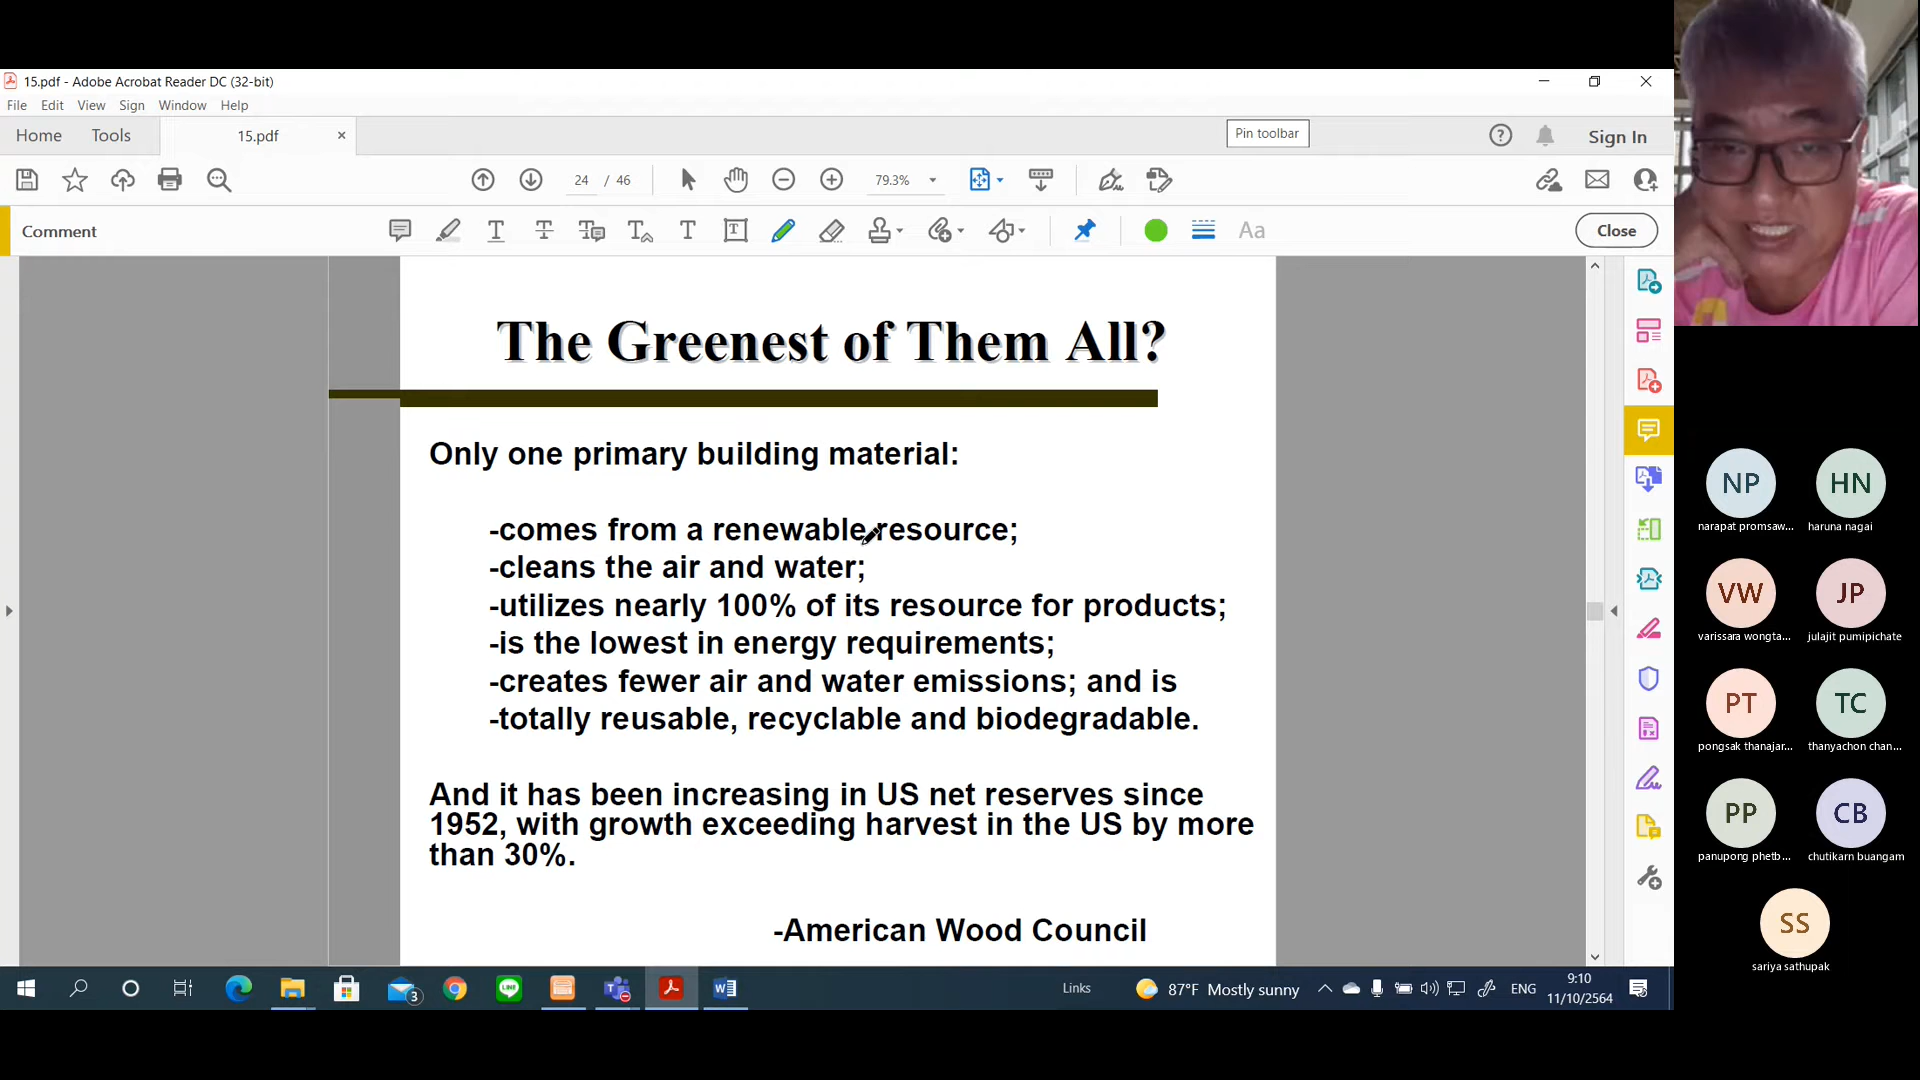 15.pdf - Adobe Acrobat Reader DC (32-bit)
File Edit View Sign Window Help
Home Tools 15.pdf Pin toolbar Sign In
24 / 46 79.3%
Comment Aa Close
The Greenest of Them All?
Only one primary building material:
-comes from a renewable resource;
-cleans the air and water;
-utilizes nearly 100% of its resource for products;
-is the lowest in energy requirements;
-creates fewer air and water emissions; and is
-totally reusable, recyclable and biodegradable.
And it has been increasing in US net reserves since
1952, with growth exceeding harvest in the US by more
than 30%.
-American Wood Council
NP HN
narapat promsaw... haruna nagai
VW JP
varissara wongta... julajit pumipichate
PT TC
pongsak thanajar... thanyachon chan...
PP CB
panupong phetb... chutikarn buangam
SS
sariya sathupak
3 LINE Links 87°F Mostly sunny ENG 9:10
11/10/2564